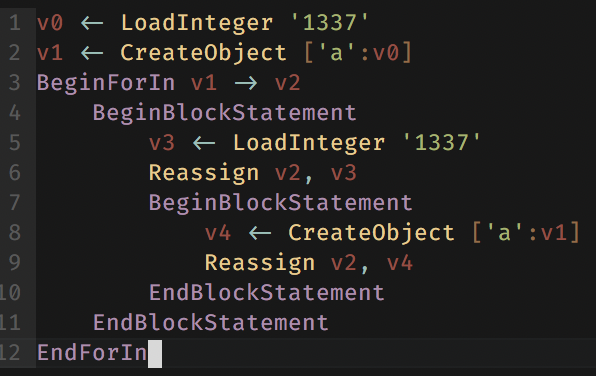 1 v0 <- LoadInteger '1337'
2 v1 <- CreateObject ['a':v0]
3 BeginForIn v1 -> v2
4     BeginBlockStatement
5         v3 <- LoadInteger '1337'
6         Reassign v2, v3
7         BeginBlockStatement
8             v4 <- CreateObject ['a':v1]
9             Reassign v2, v4
10         EndBlockStatement
11     EndBlockStatement
12 EndForIn